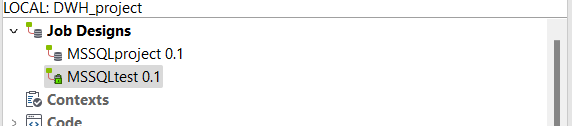 LOCAL: DWH_project
Job Designs
MSSQLproject 0.1
MSSQLtest 0.1
Contexts
Code